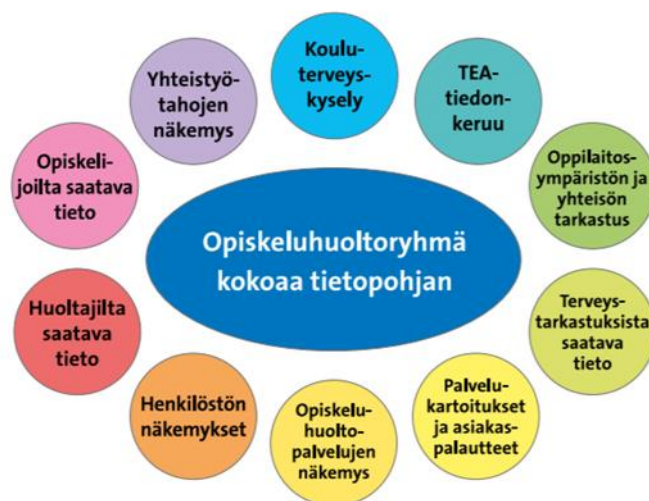 Opiskeluhuoltoryhmä
kokoaa tietopohjan
Koulu-
terveys-
kysely
TEA-
tiedon-
keruu
Oppilaitos-
ympäristön ja
yhteisön
tarkastus
Terveys-
tarkastuksista
saatava
tieto
Palvelu-
kartoitukset
ja asiakas-
palautteet
Opiskelu-
huolto-
palvelujen
näkemys
Henkilöstön
näkemykset
Huoltajilta
saatava
tieto
Opiskeli-
joilta saatava
tieto
Yhteistyö-
tahojen
näkemys